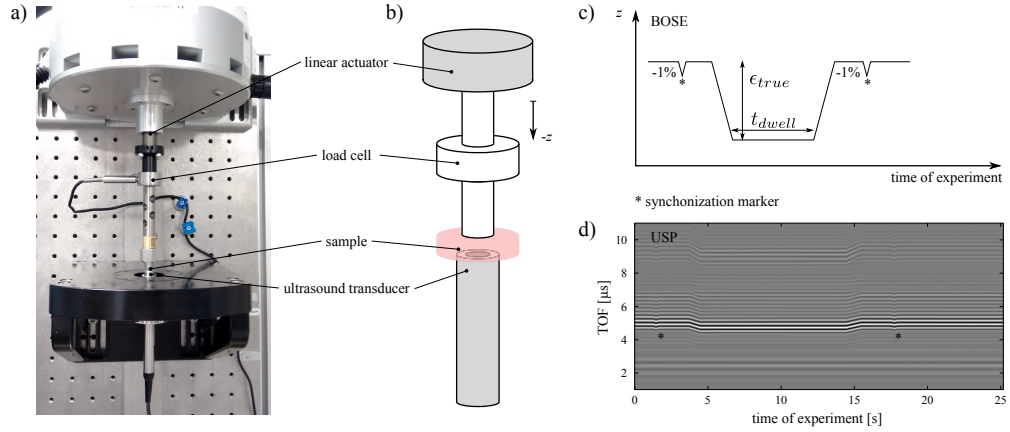 a)
b)
c)
linear actuator
load cell
sample
ultrasound transducer
-z
z
BOSE
-1%
*
ϵtrue
tdwell
-1%
*
time of experiment
* synchonization marker
d)
USP
TOF [µs]
10
8
6
4
2
*
*
0
5
10
15
20
25
time of experiment [s]